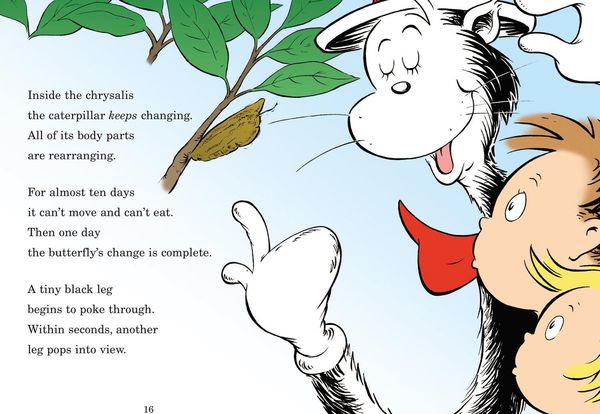 Inside the chrysalis
the caterpillar keeps changing.
All of its body parts
are rearranging.
For almost ten days
it can't move and can't eat.
Then one day
the butterfly's change is complete.
A tiny black leg
begins to poke through.
Within seconds, another
leg pops into view.
16